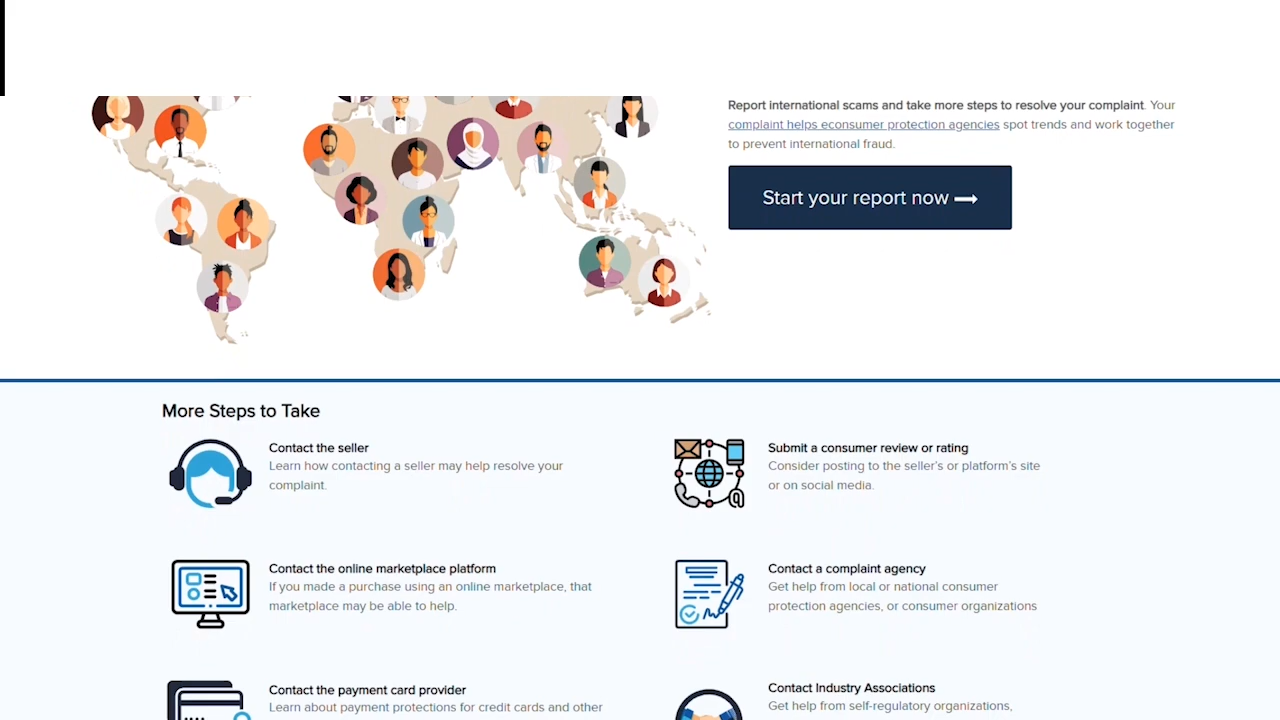 Report international scams and take more steps to resolve your complaint. Your
complaint helps econsumer protection agencies spot trends and work together
to prevent international fraud.
Start your report now
More Steps to Take
Contact the seller
Learn how contacting a seller may help resolve your
complaint.
Submit a consumer review or rating
Consider posting to the seller's or platform's site
or on social media.
Contact the online marketplace platform
If you made a purchase using an online marketplace, that
marketplace may be able to help.
Contact a complaint agency
Get help from local or national consumer
protection agencies, or consumer organizations
Contact the payment card provider
Learn about payment protections for credit cards and other
Contact Industry Associations
Get help from self-regulatory organizations,